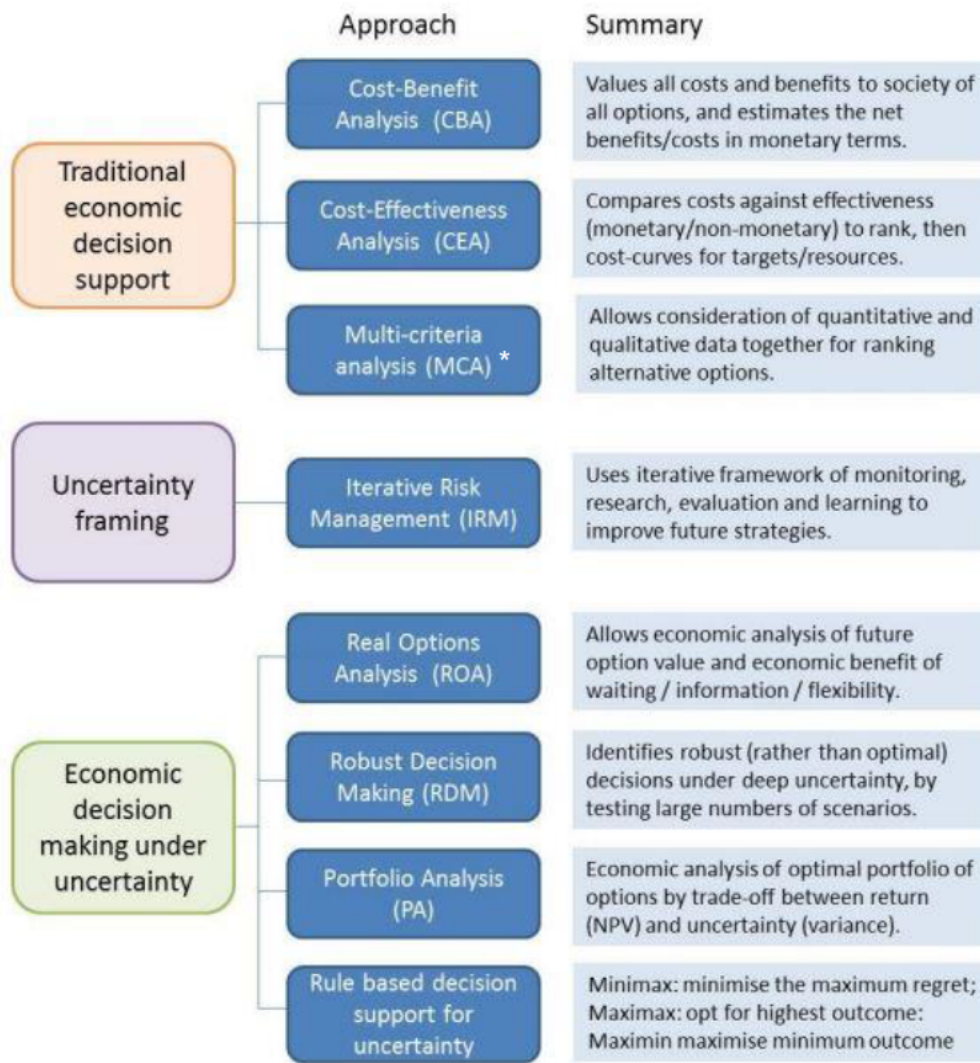 Approach
Summary
Traditional
economic
decision
support
Cost-Benefit
Analysis (CBA)
Values all costs and benefits to society of
all options, and estimates the net
benefits/costs in monetary terms.
Cost-Effectiveness
Analysis (CEA)
Compares costs against effectiveness
(monetary/non-monetary) to rank, then
cost-curves for targets/resources.
Multi-criteria
analysis (MCA) *
Allows consideration of quantitative and
qualitative data together for ranking
alternative options.
Uncertainty
framing
Iterative Risk
Management (IRM)
Uses iterative framework of monitoring,
research, evaluation and learning to
improve future strategies.
Economic
decision
making under
uncertainty
Real Options
Analysis (ROA)
Allows economic analysis of future
option value and economic benefit of
waiting / information / flexibility.
Robust Decision
Making (RDM)
Identifies robust (rather than optimal)
decisions under deep uncertainty, by
testing large numbers of scenarios.
Portfolio Analysis
(PA)
Economic analysis of optimal portfolio of
options by trade-off between return
(NPV) and uncertainty (variance).
Rule based decision
support for
uncertainty
Minimax: minimise the maximum regret;
Maximax: opt for highest outcome:
Maximin maximise minimum outcome